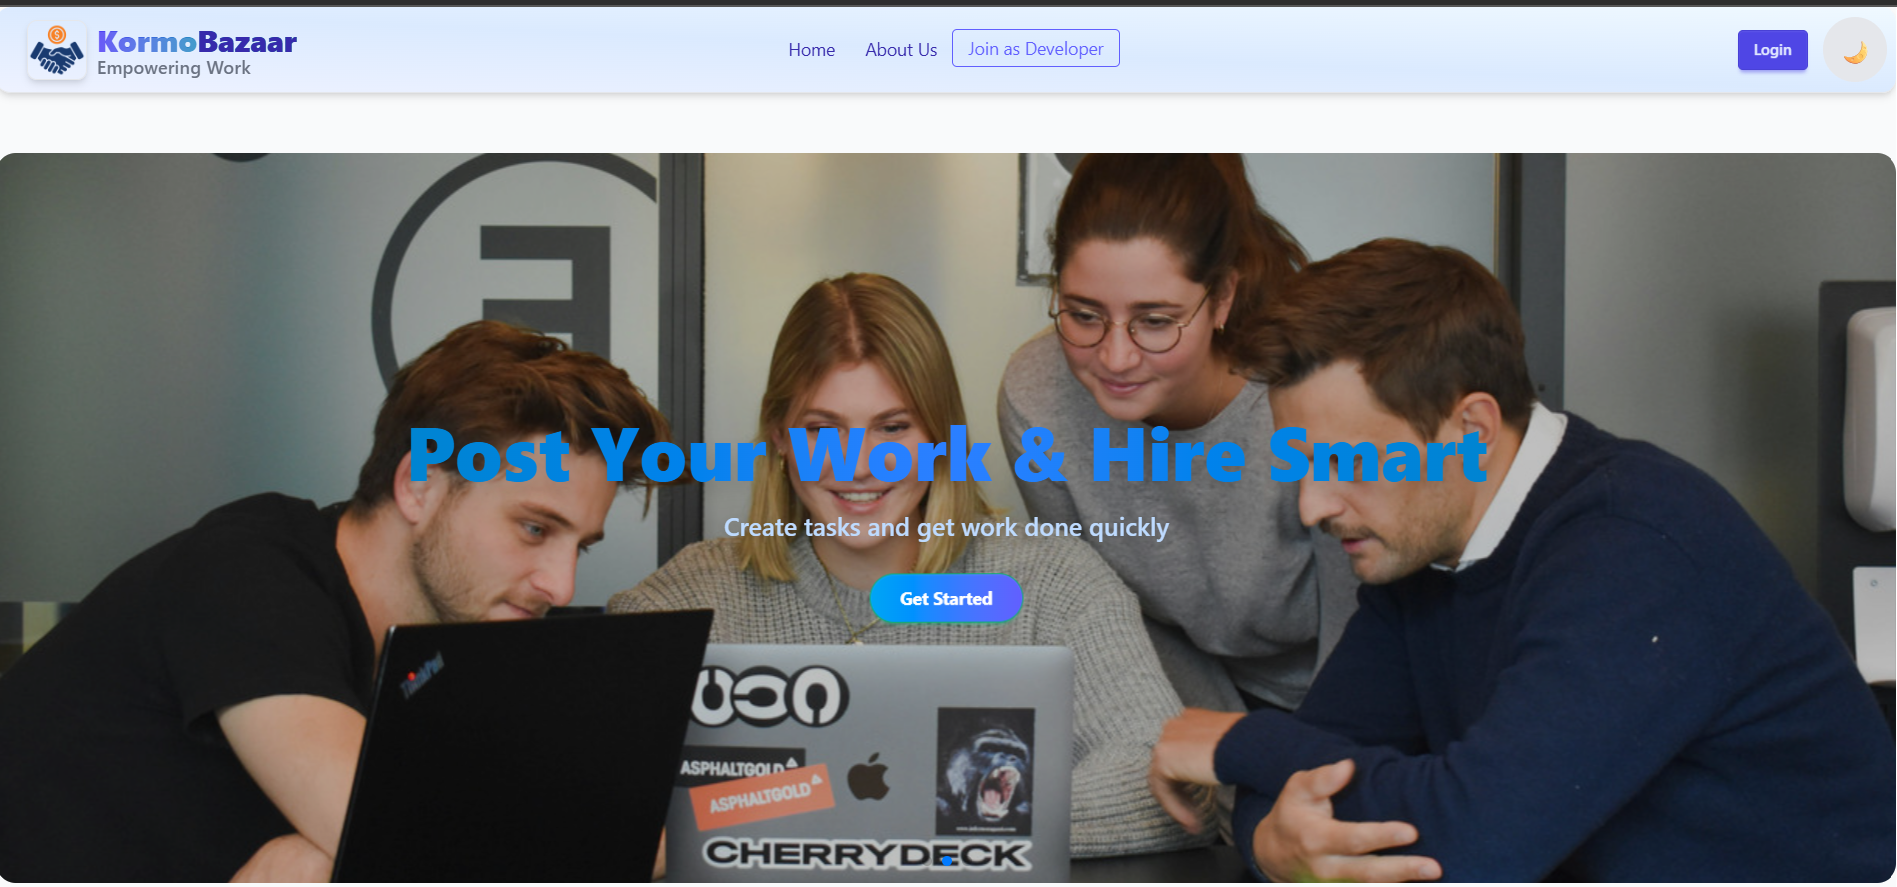 KormoBazaar
Empowering Work
Home
About Us
Join as Developer
Login
Post Your Work & Hire Smart
Create tasks and get work done quickly
Get Started
ThinkPad
ASPHALTGOLD
ASPHALTGOLD
CHERRYDECK